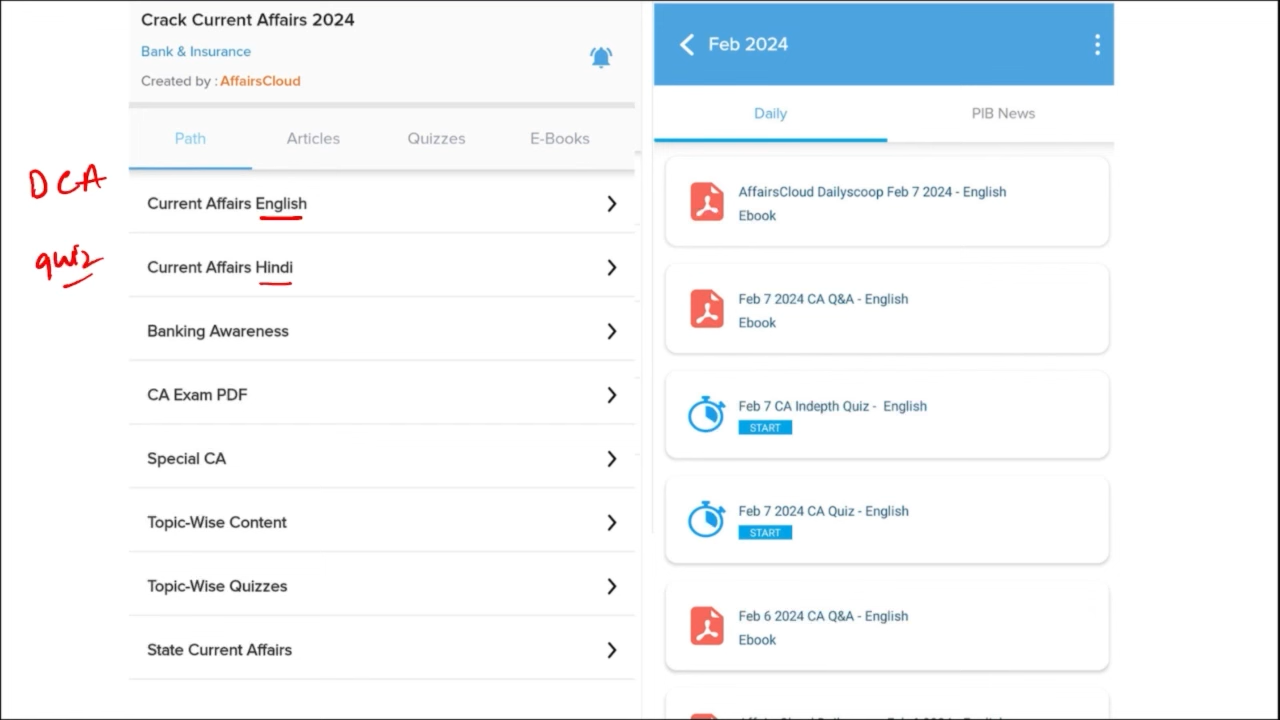 Crack Current Affairs 2024
Bank & Insurance
Created by : AffairsCloud
Path Articles Quizzes E-Books
DCA
Current Affairs English
quiz
Current Affairs Hindi
Banking Awareness
CA Exam PDF
Special CA
Topic-Wise Content
Topic-Wise Quizzes
State Current Affairs
Feb 2024
Daily PIB News
AffairsCloud Dailyscoop Feb 7 2024 - English
Ebook
Feb 7 2024 CA Q&A - English
Ebook
Feb 7 CA Indepth Quiz - English
START
Feb 7 2024 CA Quiz - English
START
Feb 6 2024 CA Q&A - English
Ebook